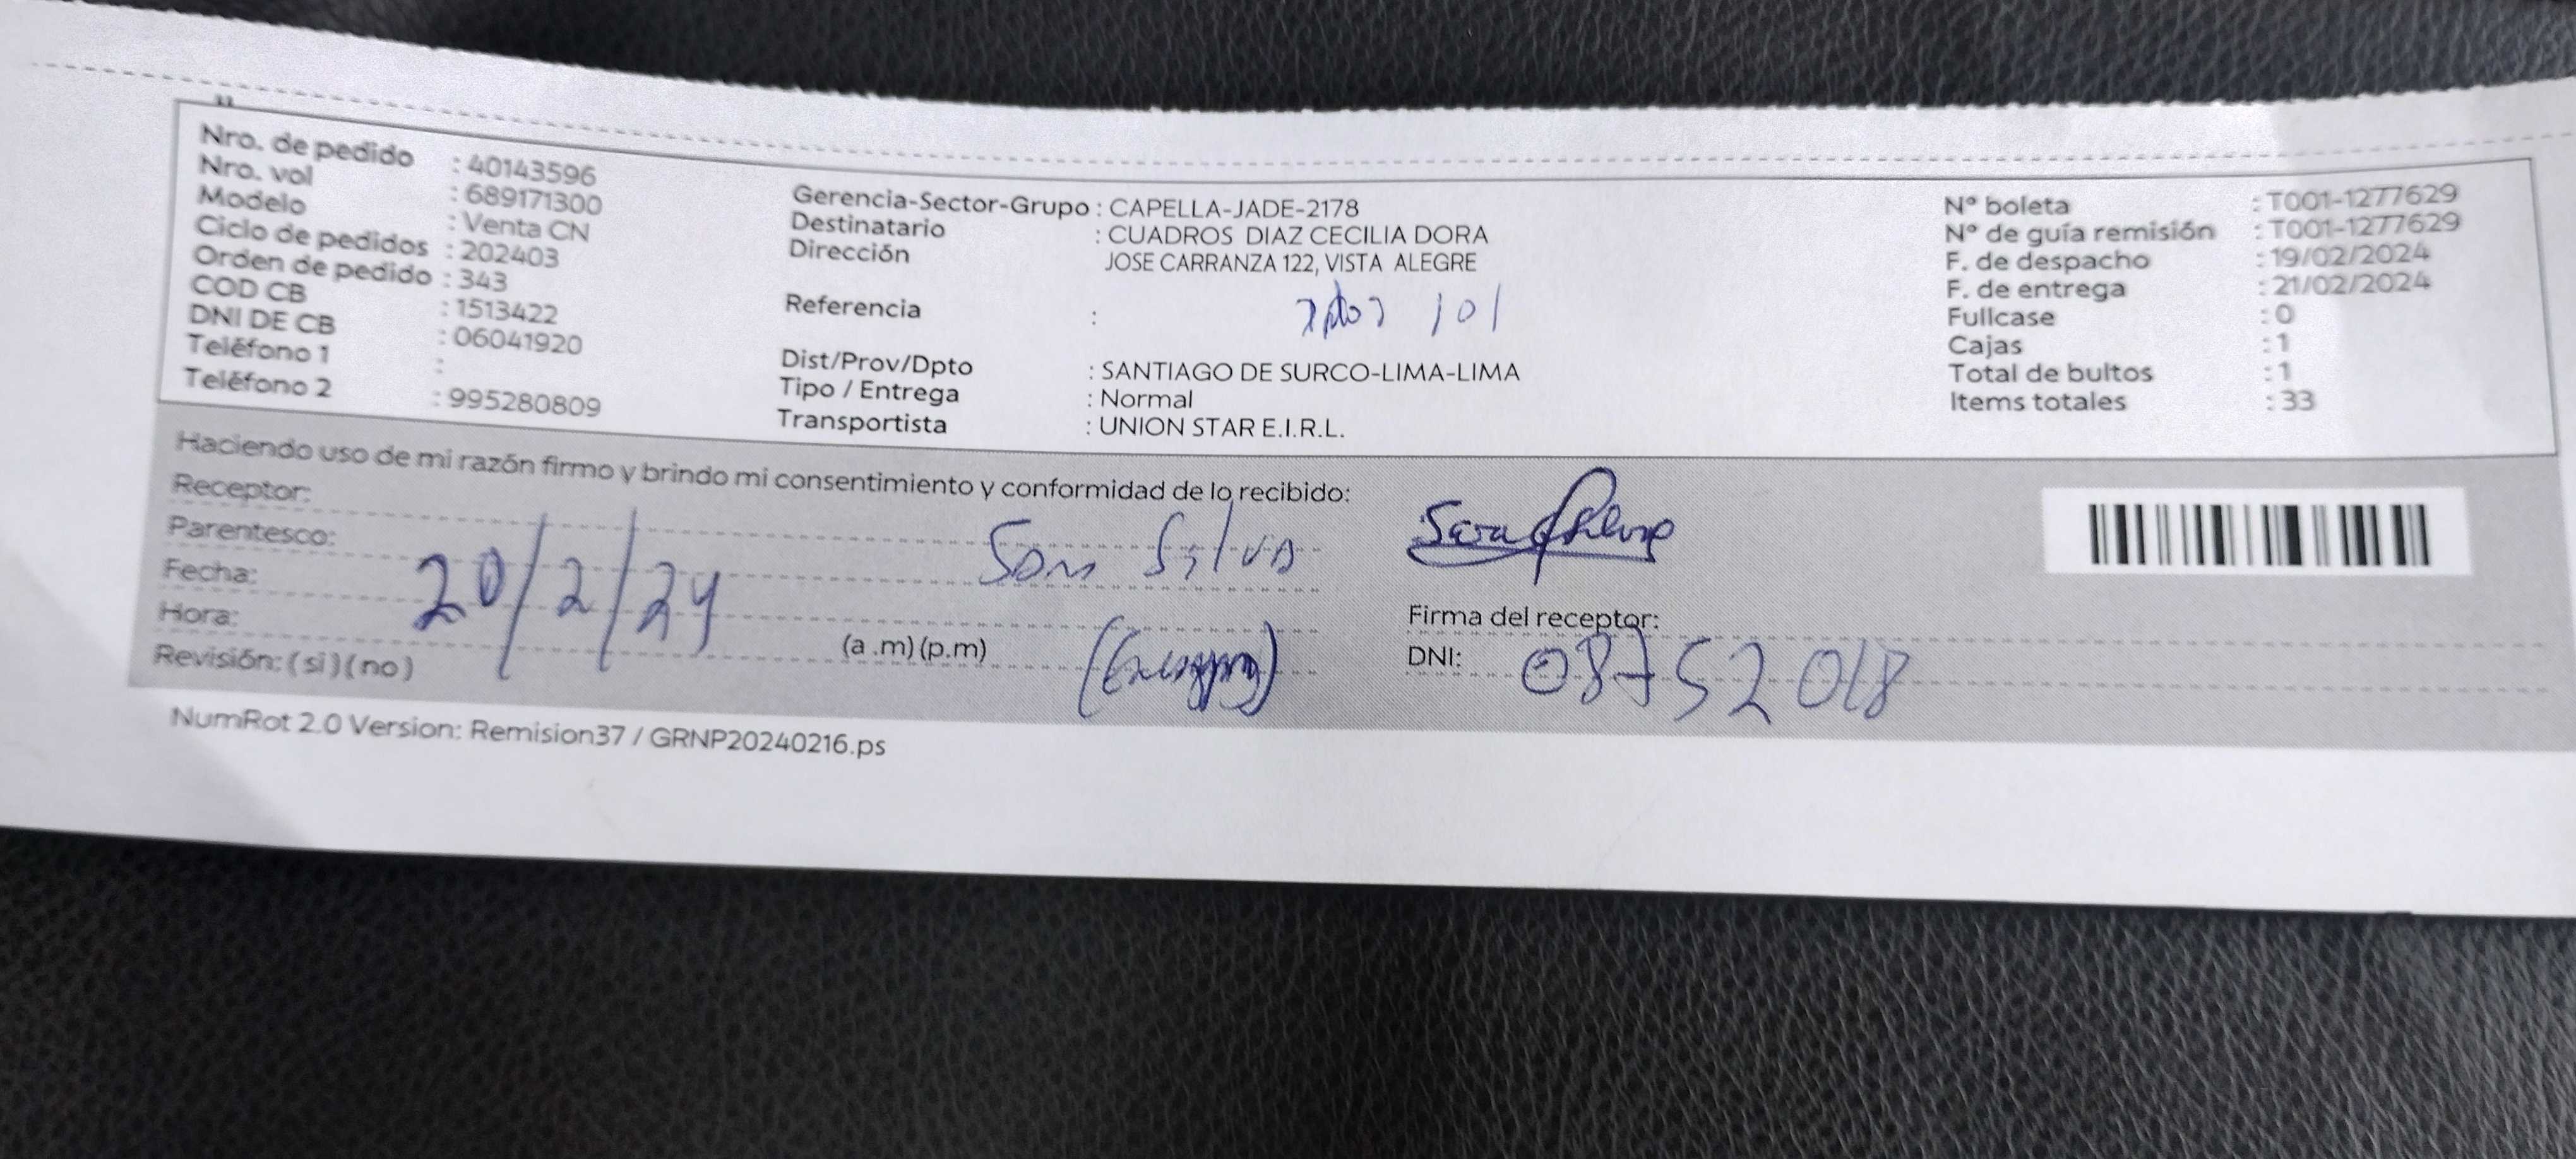 Nro. de pedido : 40143596
Nro. vol : 689171300
Modelo : Venta CN
Ciclo de pedidos : 202403
Orden de pedido : 343
COD CB : 1513422
DNI DE CB : 06041920
Teléfono 1 :
Teléfono 2 : 995280809
Gerencia-Sector-Grupo : CAPELLA-JADE-2178
Destinatario : CUADROS DIAZ CECILIA DORA
Dirección JOSE CARRANZA 122, VISTA ALEGRE
Referencia : 101
Dist/Prov/Dpto : SANTIAGO DE SURCO-LIMA-LIMA
Tipo / Entrega : Normal
Transportista : UNION STAR E.I.R.L.
Nº boleta : T001-1277629
Nº de guía remisión : T001-1277629
F. de despacho : 19/02/2024
F. de entrega : 21/02/2024
Fullcase : 0
Cajas : 1
Total de bultos : 1
Items totales : 33
Haciendo uso de mi razón firmo y brindo mi consentimiento y conformidad de lo recibido:
Receptor:
Parentesco: Silva
Fecha: 20/2/24
Hora: (a .m) (p.m)
Revisión: ( si ) ( no )
Firma del receptor:
DNI: 08752018
NumRot 2.0 Version: Remision37 / GRNP20240216.ps